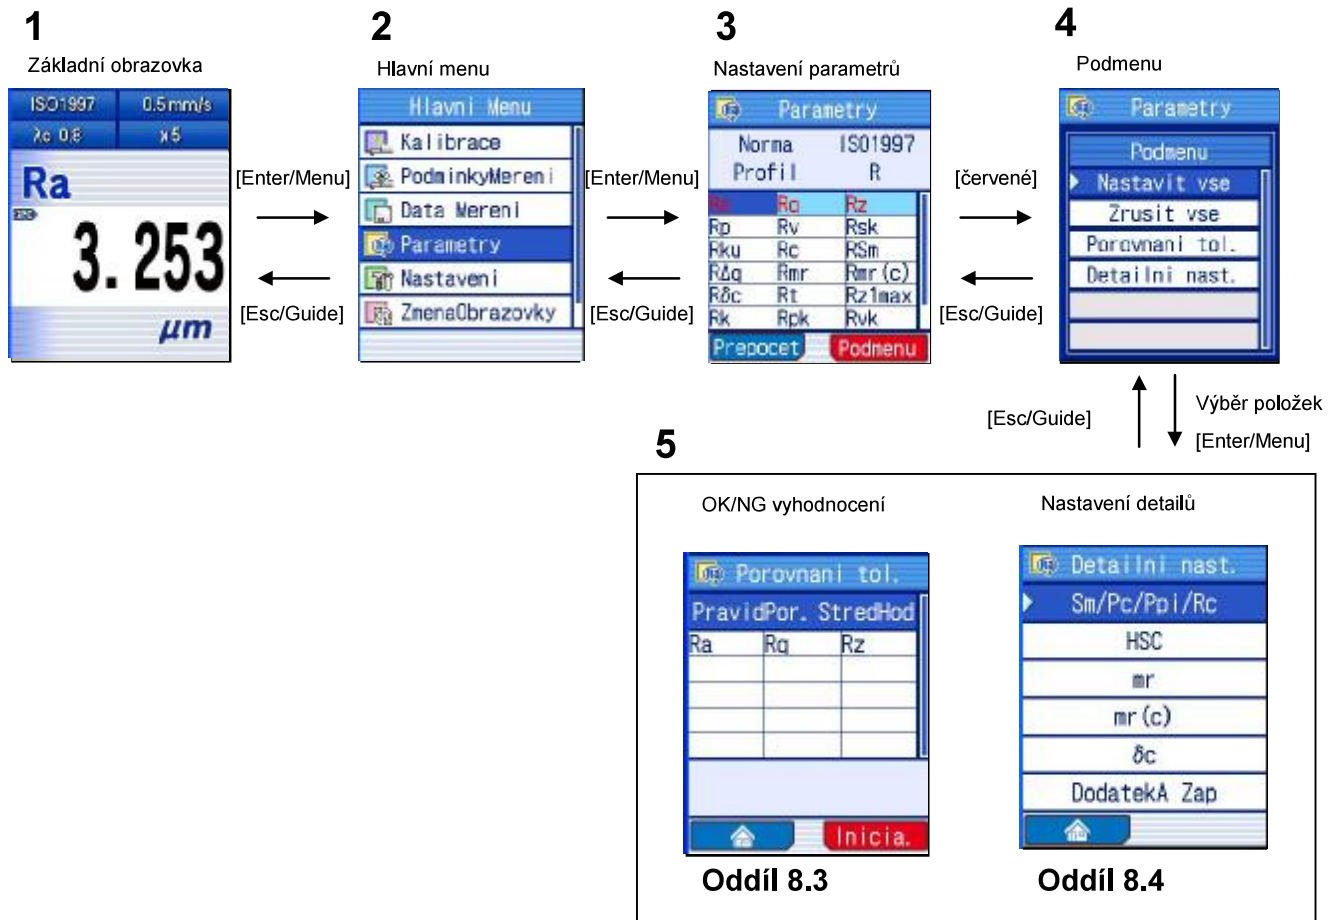 1
Základní obrazovka
ISO1997 0.5mm/s
λc 0.8 x5
Ra
3.253
µm
[Enter/Menu]
[Esc/Guide]
2
Hlavní menu
Hlavni Menu
Kalibrace
PodminkyMereni
Data Mereni
Parametry
Nastaveni
ZmenaObrazovky
[Enter/Menu]
[Esc/Guide]
3
Nastavení parametrů
Parametry
Norma ISO1997
Profil R
Ra Rq Rz
Rp Rv Rsk
Rku Rc RSm
RΔq Rmr Rmr(c)
Rδc Rt Rz1max
Rk Rpk Rvk
Prepocet Podmenu
[červené]
[Esc/Guide]
4
Podmenu
Parametry
Podmenu
Nastavit vse
Zrusit vse
Porovnani tol.
Detailni nast.
[Esc/Guide]
Výběr položek
[Enter/Menu]
5
OK/NG vyhodnocení
Porovnani tol.
PravidPor. StredHod
Ra Rq Rz
Inicia.
Oddíl 8.3
Nastavení detailů
Detailni nast.
Sm/Pc/Ppi/Rc
HSC
mr
mr(c)
δc
DodatekA Zap
Oddíl 8.4